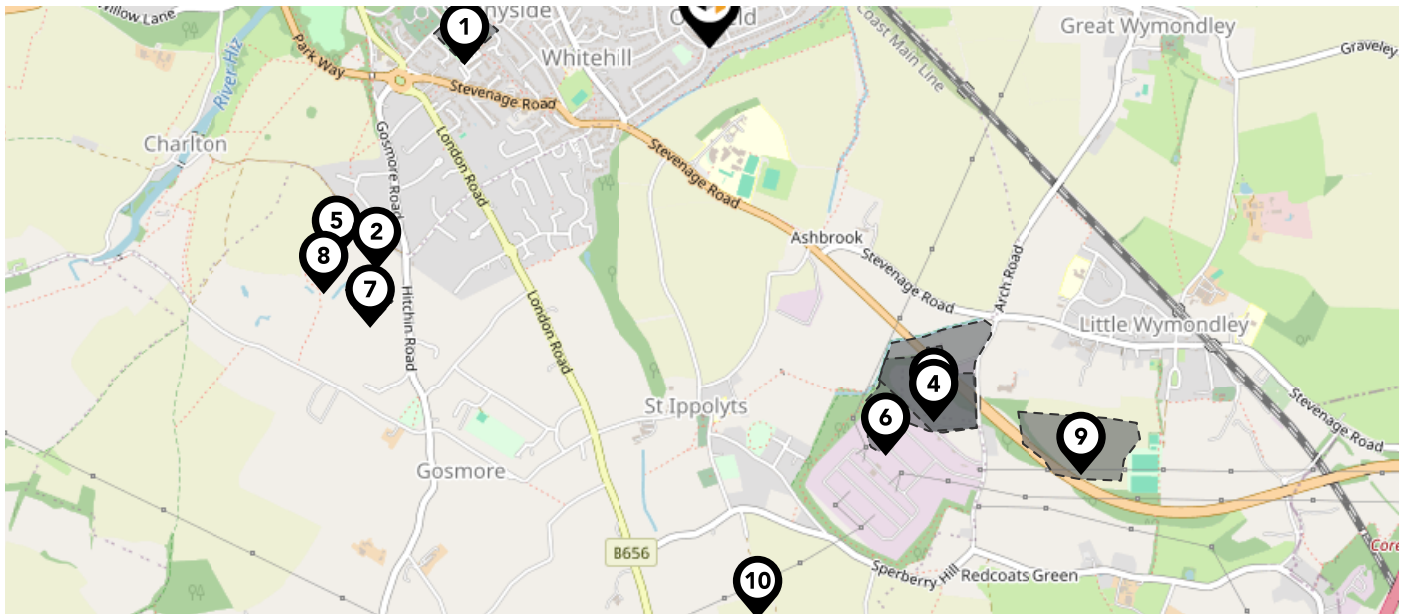 Willow Lane
River Hiz
Park Way
1
Whitehill
Coast Main Line
Great Wymondley
Graveley
Stevenage Road
Charlton
Gosmore Road
London Road
Stevenage Road
5
2
8
7
Ashbrook
Stevenage Road
Arch Road
Hitchin Road
London Road
Little Wymondley
4
6
9
St Ippolyts
Stevenage Road
Gosmore
B656
10
Sperberry Hill
Redcoats Green